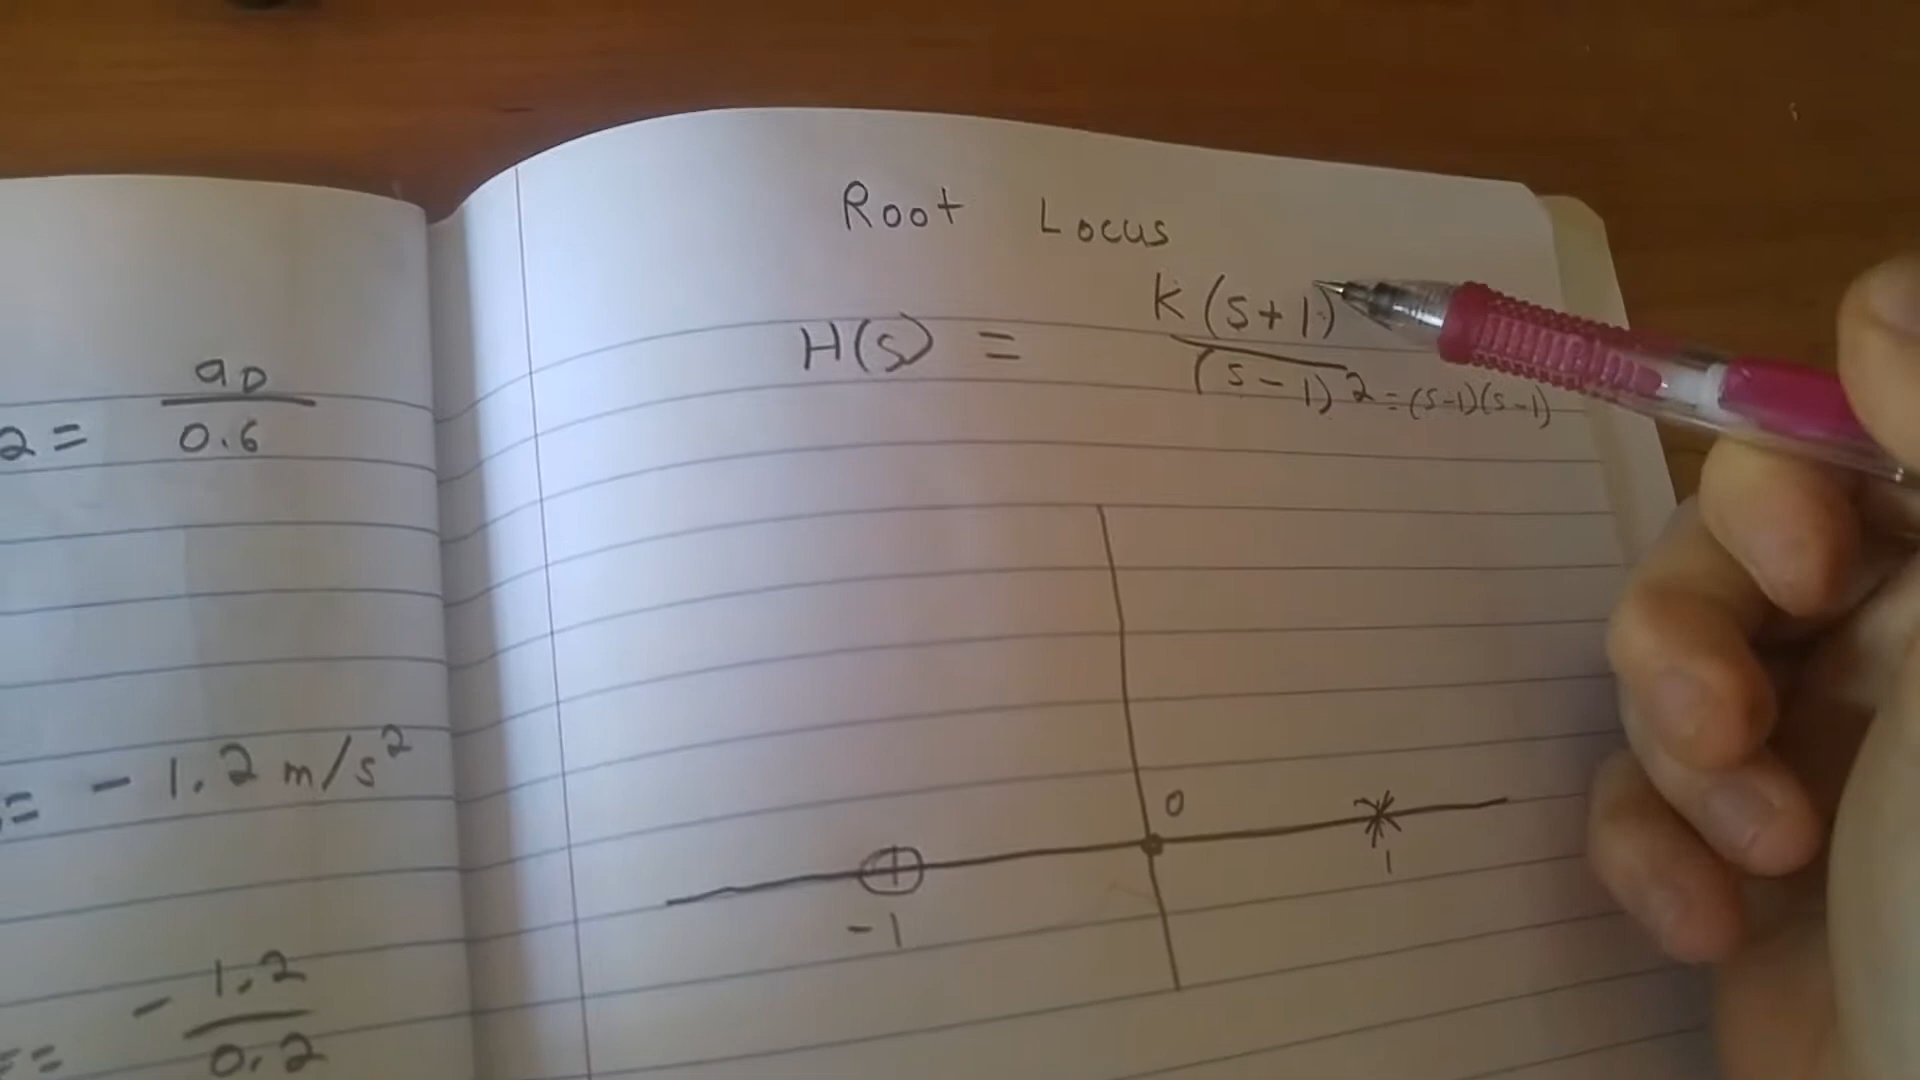 2 = aD / 0.6
= - 1.2 m/s²
= - 1.2 / 0.2
Root Locus
H(s) = K(s+1) / (s-1)² = (s-1)(s-1)
0
-1
1